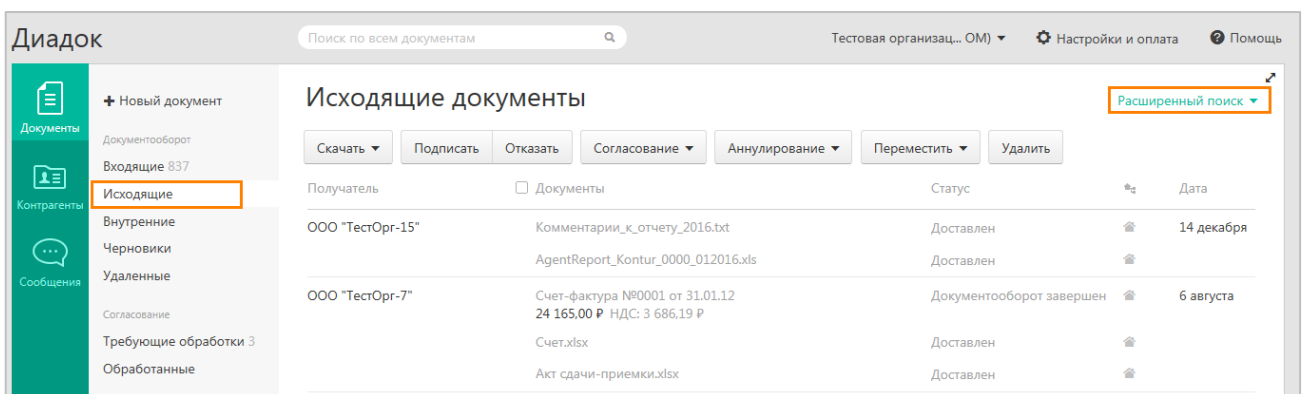 Диадок
Поиск по всем документам
Тестовая организац... ОМ)
Настройки и оплата
Помощь
Документы
Контрагенты
Сообщения
Новый документ
Документооборот
Входящие 837
Исходящие
Внутренние
Черновики
Удаленные
Согласование
Требующие обработки 3
Обработанные
Исходящие документы
Расширенный поиск
Скачать Подписать Отказать Согласование Аннулирование Переместить Удалить
Получатель Документы Статус Дата
ООО "ТестОрг-15" Комментарии_к_отчету_2016.txt Доставлен 14 декабря
AgentReport_Kontur_0000_012016.xls Доставлен
ООО "ТестОрг-7" Счет-фактура №0001 от 31.01.12 Документооборот завершен 6 августа
24 165,00 ₽ НДС: 3 686,19 ₽
Счет.xlsx Доставлен
Акт сдачи-приемки.xlsx Доставлен